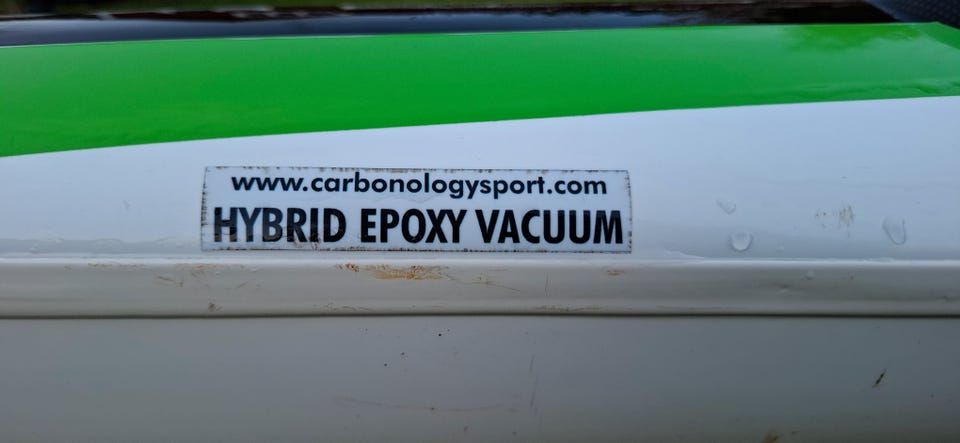 www.carbonologysport.com
HYBRID EPOXY VACUUM